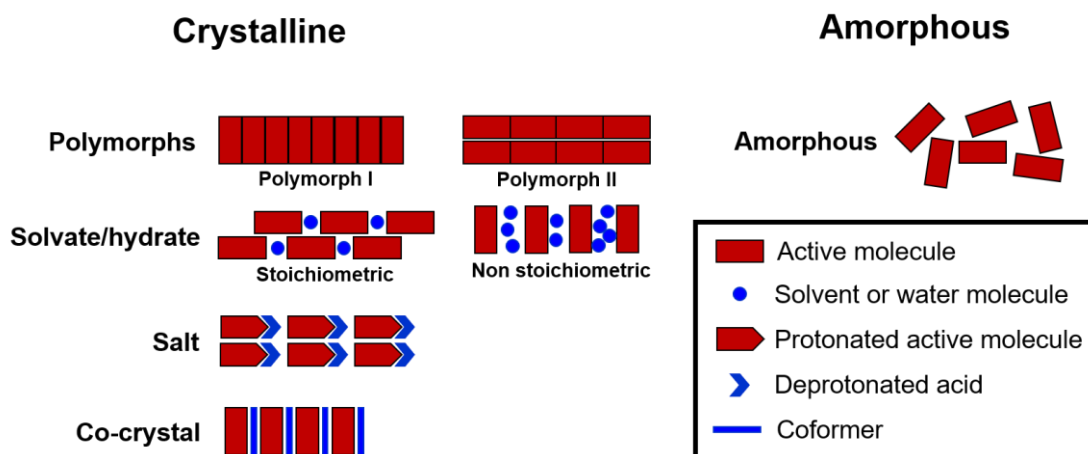 Crystalline
Amorphous
Polymorphs
Polymorph I
Polymorph II
Amorphous
Solvate/hydrate
Stoichiometric
Non stoichiometric
Salt
Co-crystal
Active molecule
Solvent or water molecule
Protonated active molecule
Deprotonated acid
Coformer